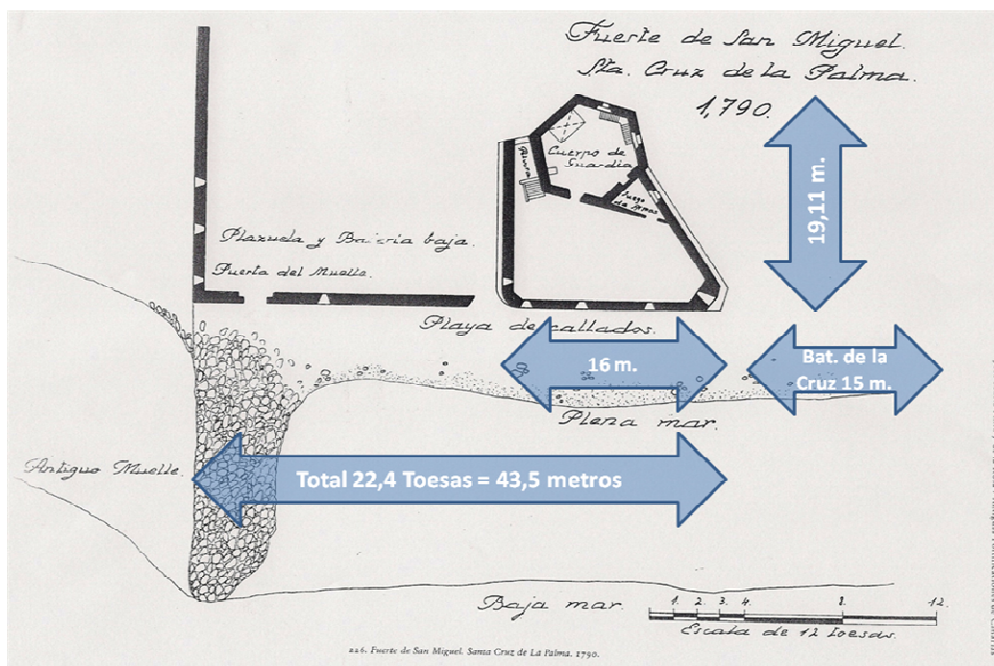 Fuerte de San Miguel.
Sta. Cruz de la Palma.
1,790.
19,11 m.
Cuerpo de
Guardia
Plazuela y Bateria baja.
Puerta del Muelle.
Playa de callados.
16 m.
Bat. de la
Cruz 15 m.
Plena mar.
Antiguo Muelle.
Total 22,4 Toesas = 43,5 metros
Baja mar.
1. 2. 3. 4. 12.
Escala de 12 toesas.
226. Fuerte de San Miguel. Santa Cruz de La Palma. 1790.